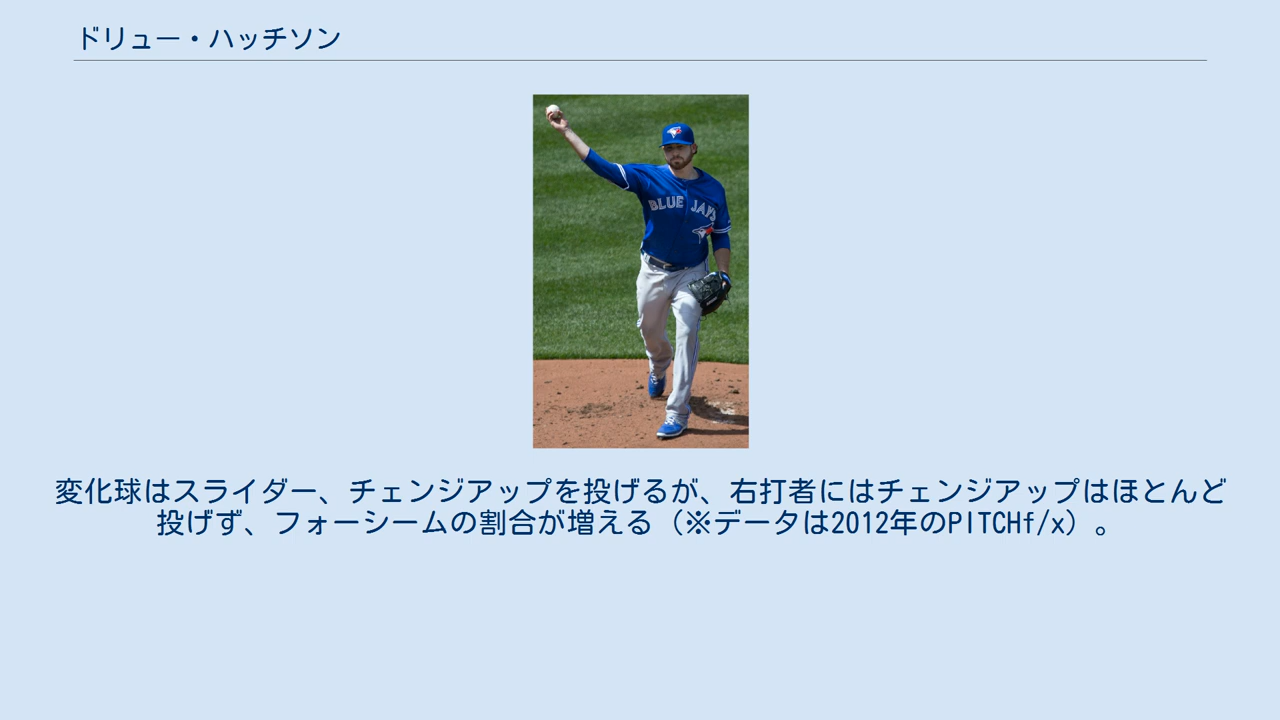 ドリュー・ハッチソン
BLUE JAYS
変化球はスライダー、チェンジアップを投げるが、右打者にはチェンジアップはほとんど
投げず、フォーシームの割合が増える（※データは2012年のPITCHf/x）。